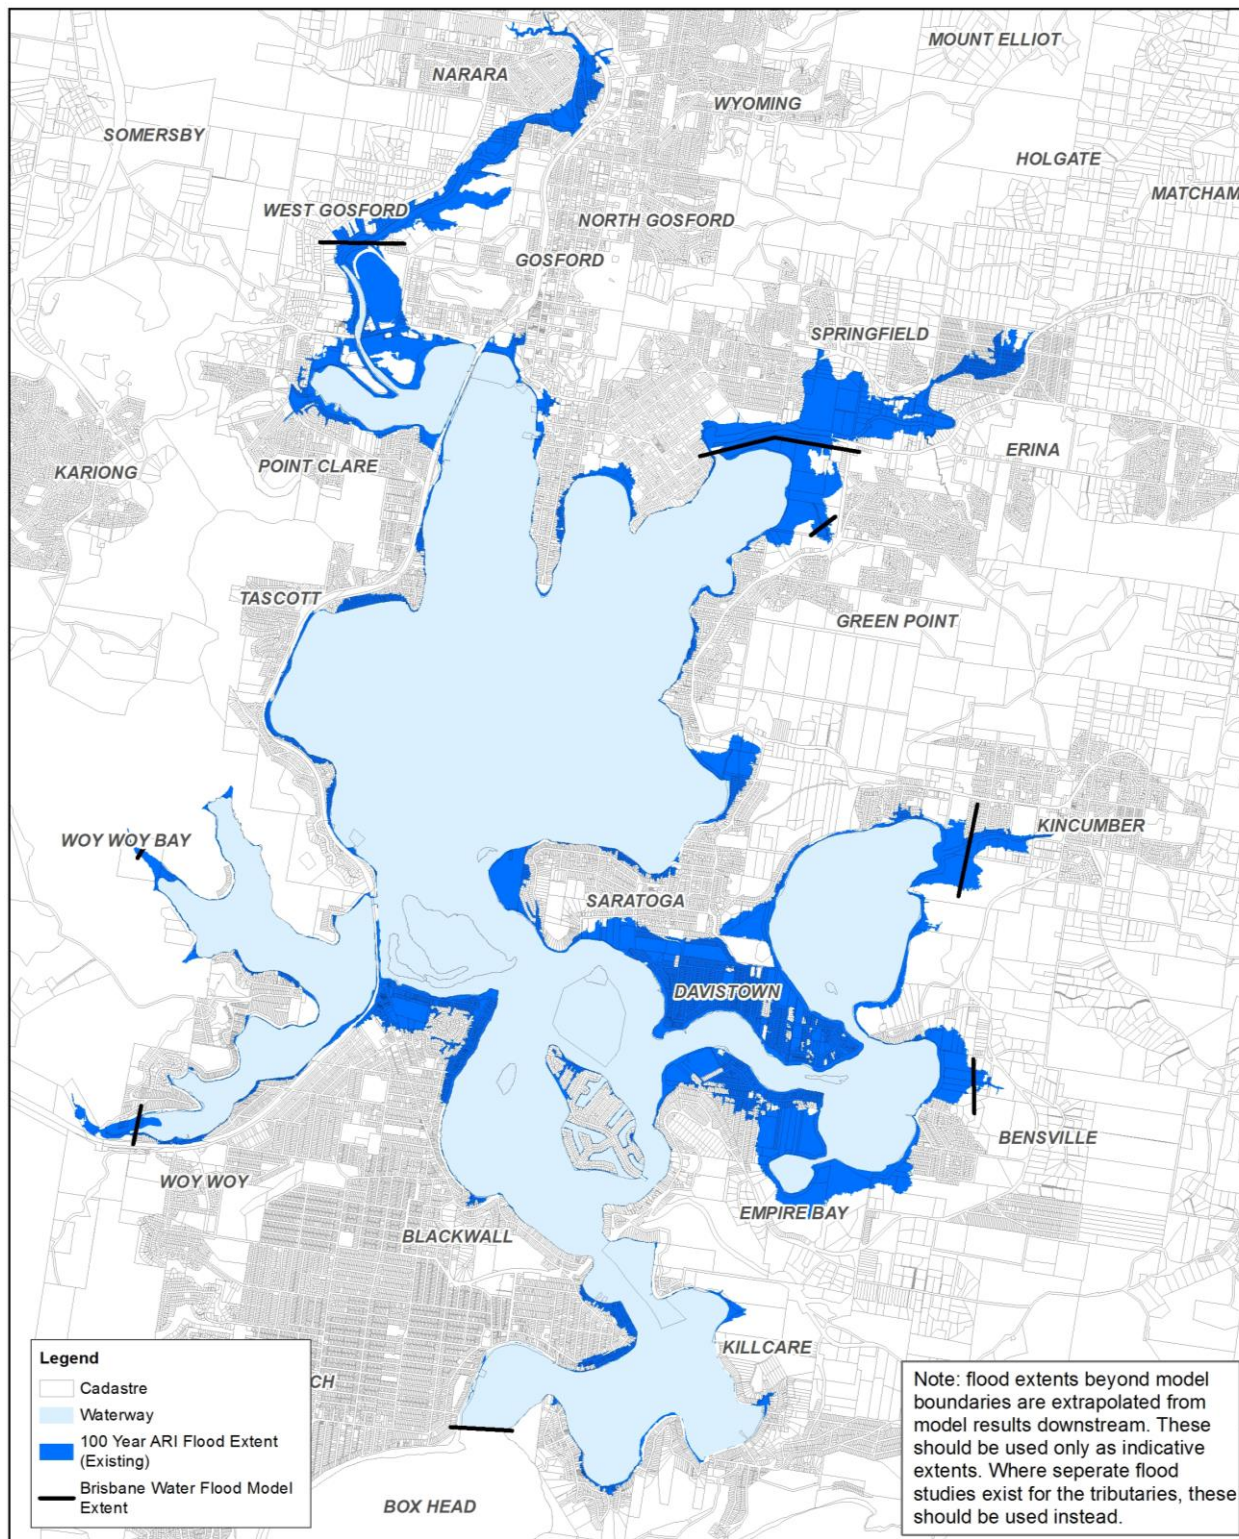 MOUNT ELLIOT
NARARA
WYOMING
SOMERSBY
HOLGATE
MATCHAM
WEST GOSFORD
NORTH GOSFORD
GOSFORD
SPRINGFIELD
ERINA
POINT CLARE
KARIONG
TASCOTT
GREEN POINT
KINCUMBER
WOY WOY BAY
SARATOGA
DAVISTOWN
BENSVILLE
WOY WOY
EMPIRE BAY
BLACKWALL
KILLCARE
CH
BOX HEAD
Legend
Cadastre
Waterway
100 Year ARI Flood Extent
(Existing)
Brisbane Water Flood Model
Extent
Note: flood extents beyond model
boundaries are extrapolated from
model results downstream. These
should be used only as indicative
extents. Where seperate flood
studies exist for the tributaries, these
should be used instead.